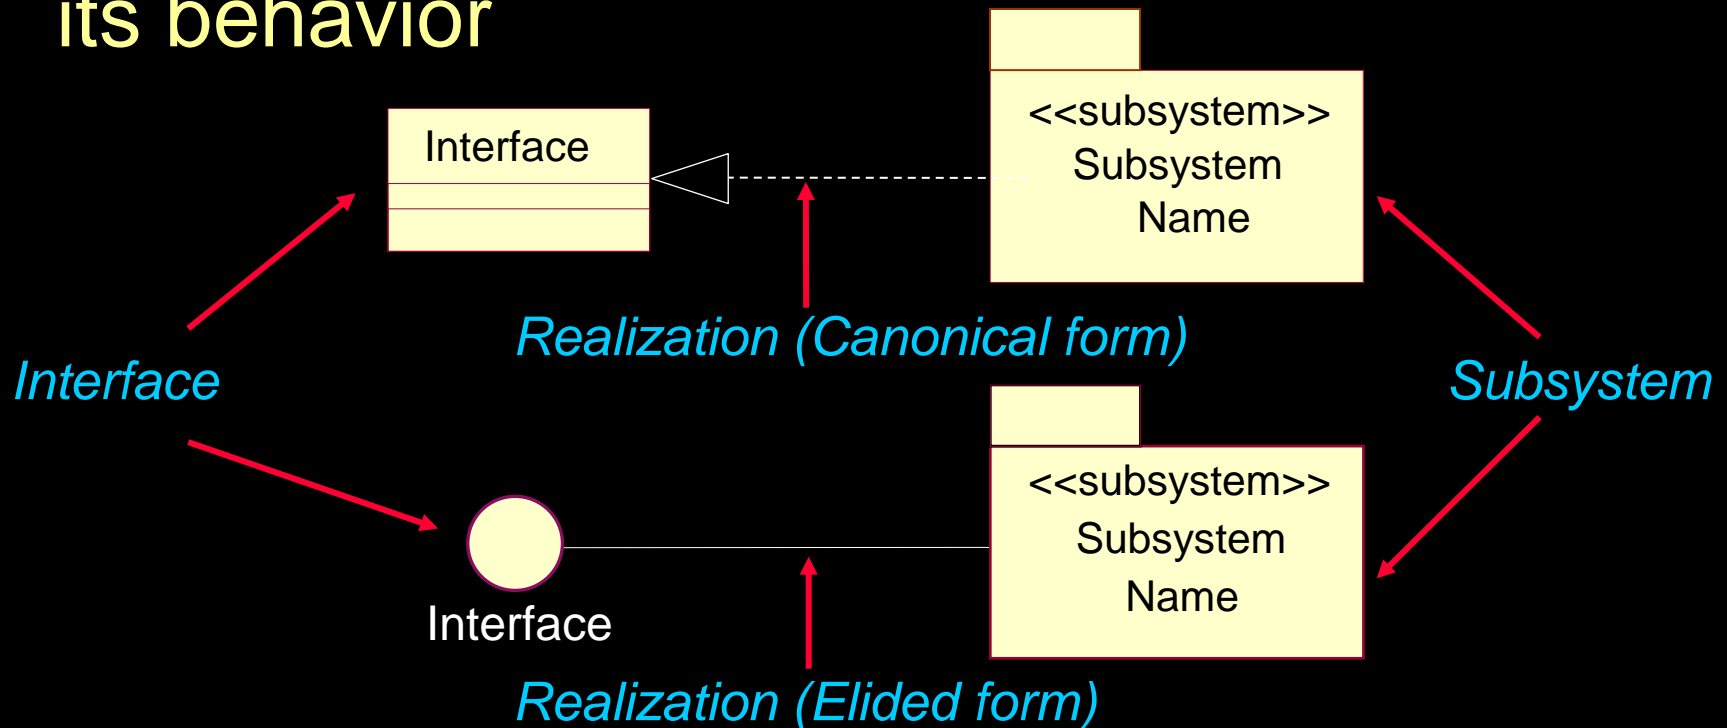 its behavior
Interface
<<subsystem>>
Subsystem
Name
Realization (Canonical form)
Interface
Subsystem
<<subsystem>>
Subsystem
Name
Interface
Realization (Elided form)